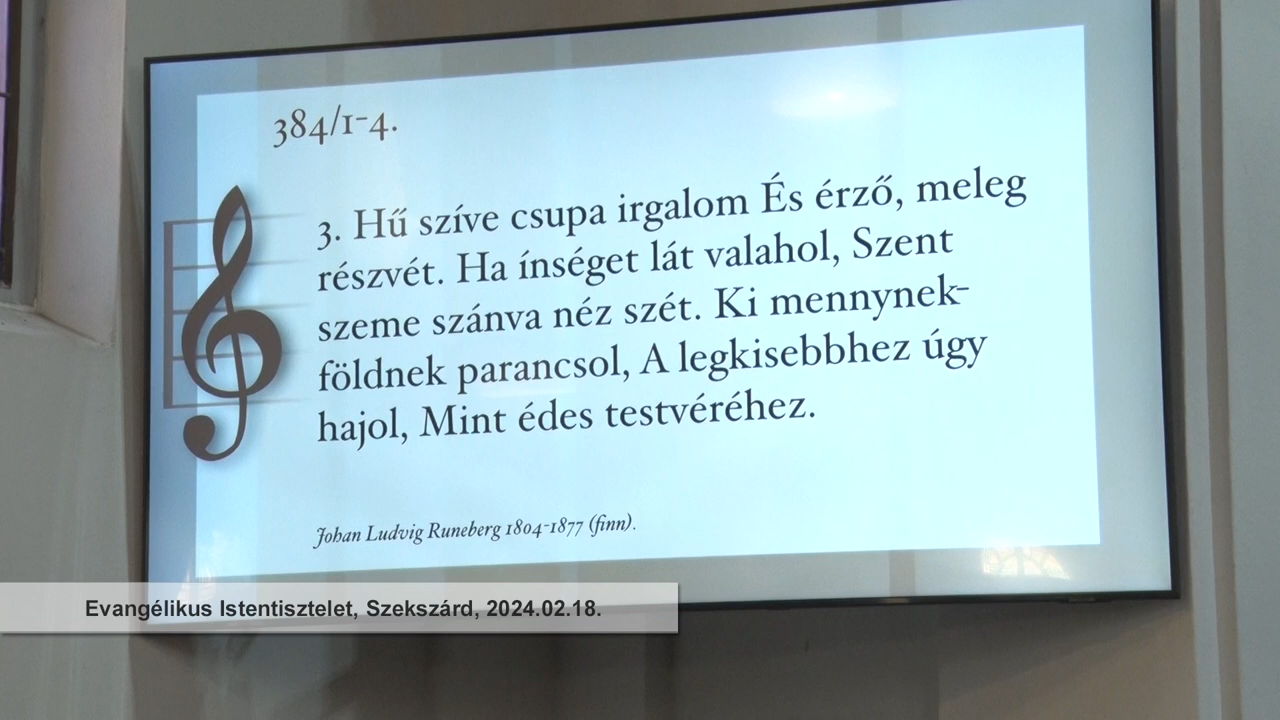 384/1-4.
3. Hű szíve csupa irgalom És érző, meleg
részvét. Ha ínséget lát valahol, Szent
szeme szánva néz szét. Ki mennynek-
földnek parancsol, A legkisebbhez úgy
hajol, Mint édes testvéréhez.
Johan Ludvig Runeberg 1804-1877 (finn).
Evangélikus Istentisztelet, Szekszárd, 2024.02.18.